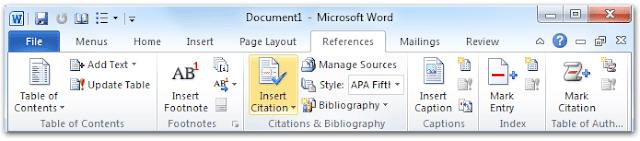 Document1 - Microsoft Word
File Menus Home Insert Page Layout References Mailings Review
Table of Contents
Add Text
Update Table
Table of Contents
AB1
Insert Footnote
Footnotes
Insert Citation
Manage Sources
Style: APA Fift
Bibliography
Citations & Bibliography
Insert Caption
Captions
Mark Entry
Index
Mark Citation
Table of Auth...